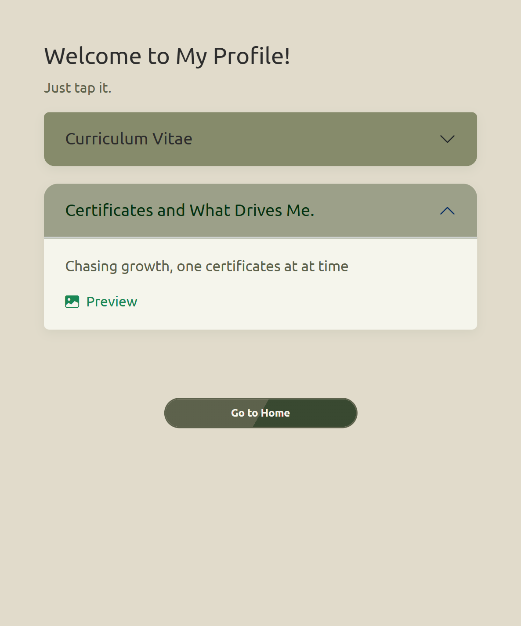 Welcome to My Profile!
Just tap it.
Curriculum Vitae
Certificates and What Drives Me.
Chasing growth, one certificates at at time
Preview
Go to Home